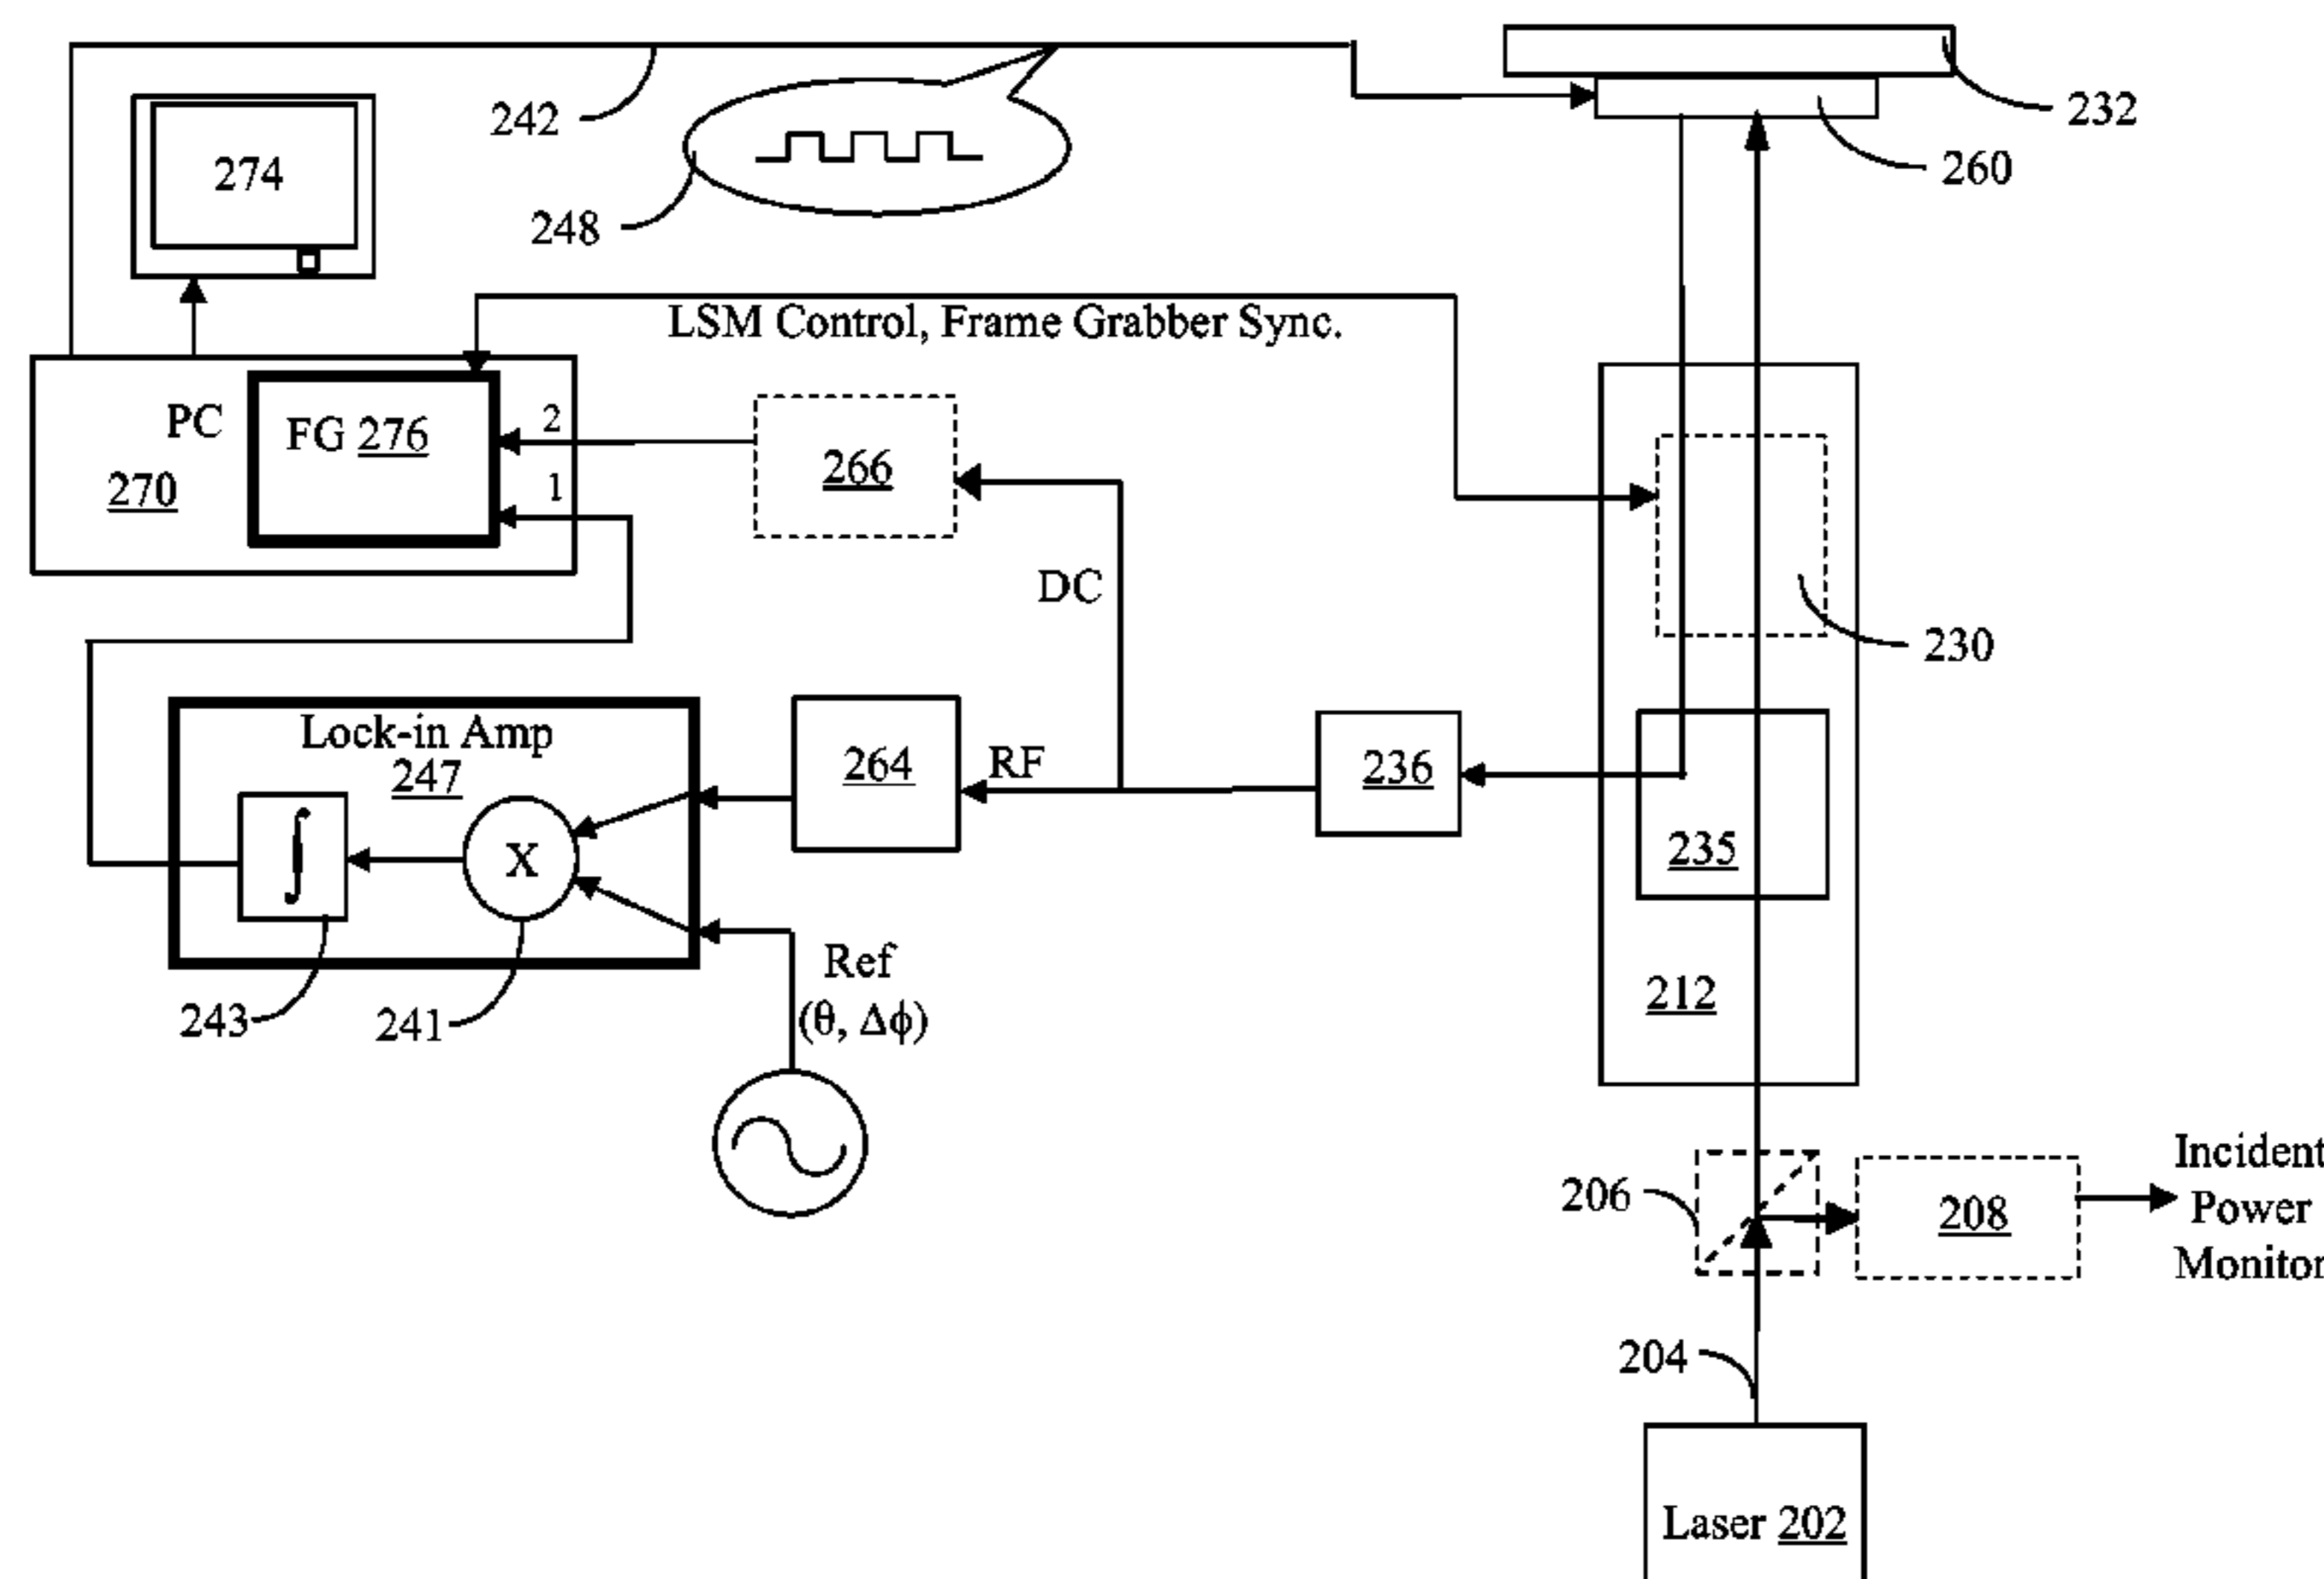 232
242
260
274
248
LSM Control, Frame Grabber Sync.
PC
FG 276
2
270
1
266
DC
230
Lock-in Amp
247
264
RF
236
235
X
∫
Ref
(θ, Δϕ)
243
241
212
206
208
Incident
Power
Monitor
204
Laser 202